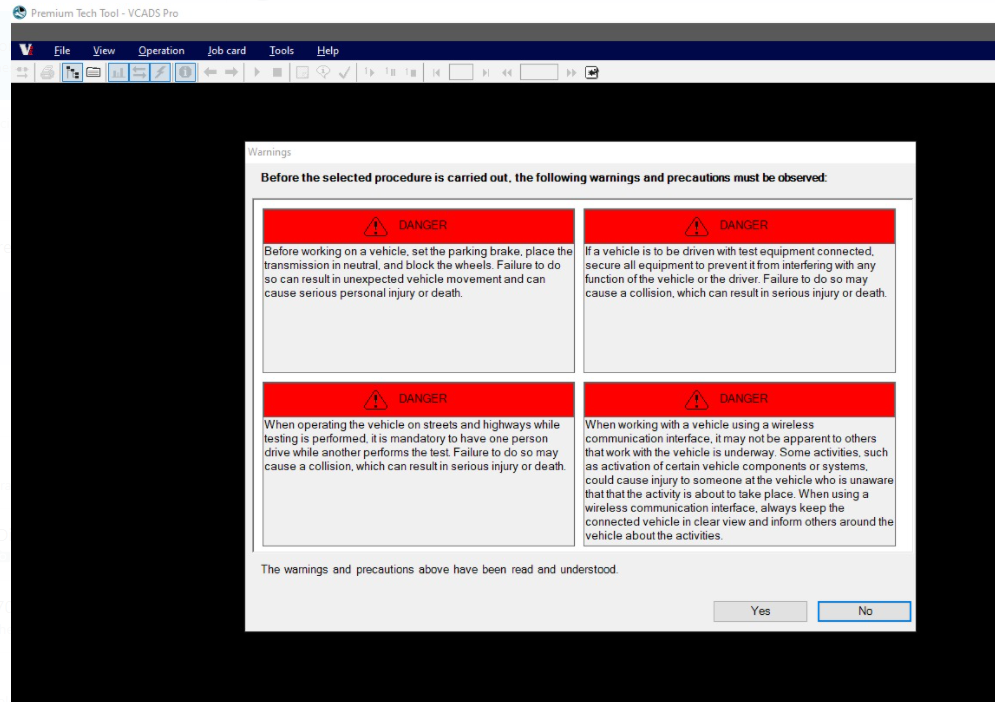 Premium Tech Tool - VCADS Pro
File View Operation Job card Tools Help
Warnings
Before the selected procedure is carried out, the following warnings and precautions must be observed:
DANGER
Before working on a vehicle, set the parking brake, place the
transmission in neutral, and block the wheels. Failure to do
so can result in unexpected vehicle movement and can
cause serious personal injury or death.
DANGER
If a vehicle is to be driven with test equipment connected,
secure all equipment to prevent it from interfering with any
function of the vehicle or the driver. Failure to do so may
cause a collision, which can result in serious injury or death.
DANGER
When operating the vehicle on streets and highways while
testing is performed, it is mandatory to have one person
drive while another performs the test. Failure to do so may
cause a collision, which can result in serious injury or death.
DANGER
When working with a vehicle using a wireless
communication interface, it may not be apparent to others
that work with the vehicle is underway. Some activities, such
as activation of certain vehicle components or systems,
could cause injury to someone at the vehicle who is unaware
that that the activity is about to take place. When using a
wireless communication interface, always keep the
connected vehicle in clear view and inform others around the
vehicle about the activities.
The warnings and precautions above have been read and understood.
Yes No